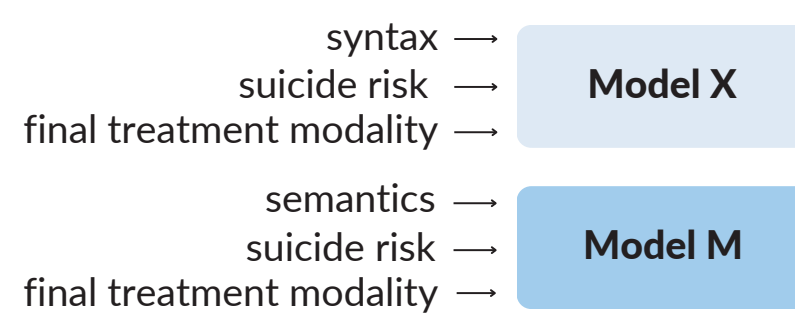 syntax →
suicide risk →
Model X
final treatment modality →
semantics →
suicide risk →
Model M
final treatment modality →